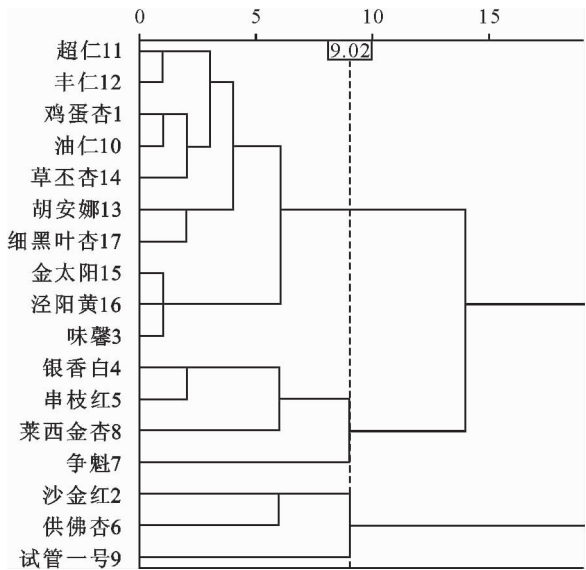 0 5 10 15
9.02
超仁11
丰仁12
鸡蛋杏1
油仁10
草丕杏14
胡安娜13
细黑叶杏17
金太阳15
泾阳黄16
味馨3
银香白4
串枝红5
莱西金杏8
争魁7
沙金红2
供佛杏6
试管一号9